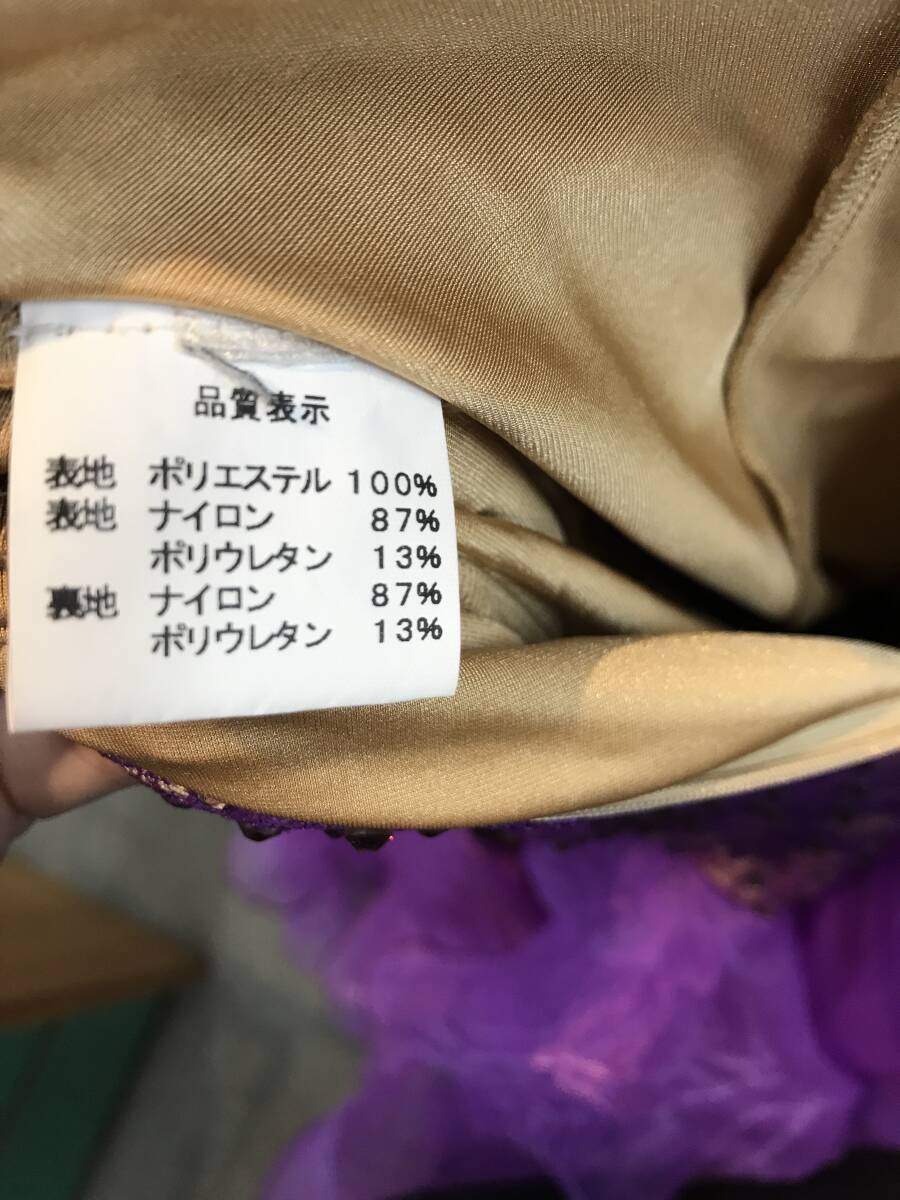 品質表示
表地 ポリエステル 100%
表地 ナイロン 87%
ポリウレタン 13%
裏地 ナイロン 87%
ポリウレタン 13%